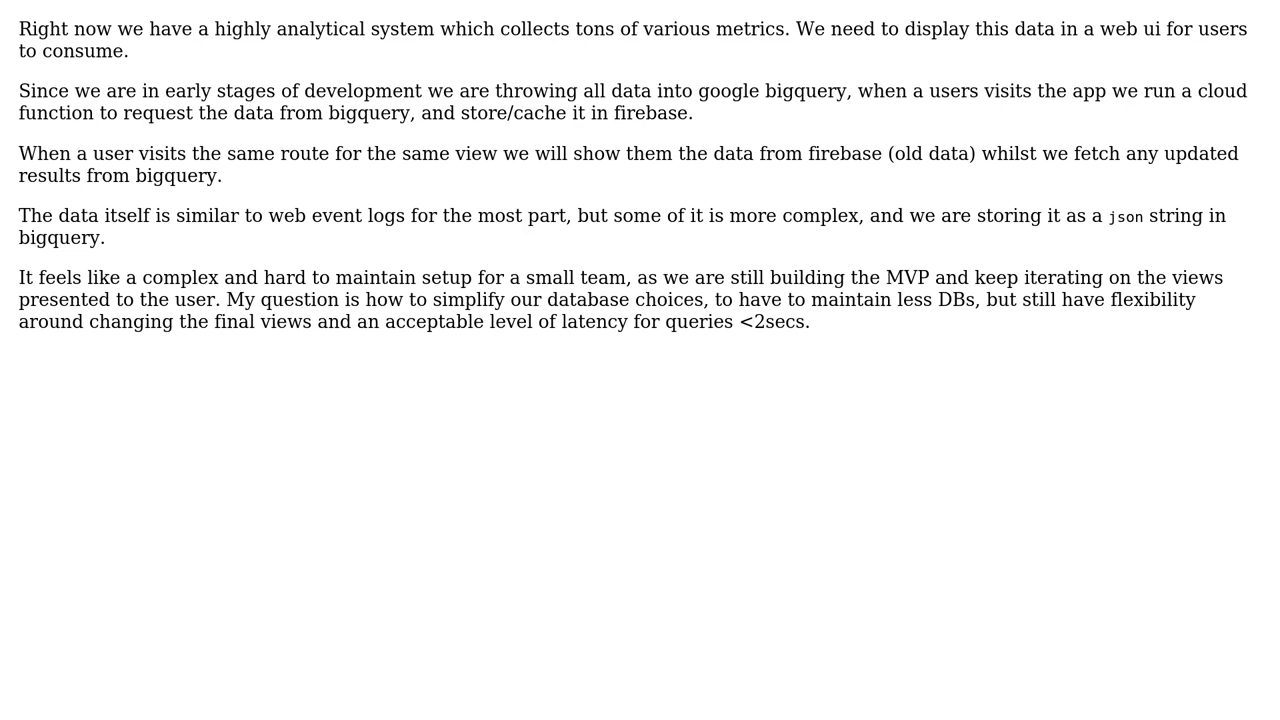 Right now we have a highly analytical system which collects tons of various metrics. We need to display this data in a web ui for users
to consume.
Since we are in early stages of development we are throwing all data into google bigquery, when a users visits the app we run a cloud
function to request the data from bigquery, and store/cache it in firebase.
When a user visits the same route for the same view we will show them the data from firebase (old data) whilst we fetch any updated
results from bigquery.
The data itself is similar to web event logs for the most part, but some of it is more complex, and we are storing it as a json string in
bigquery.
It feels like a complex and hard to maintain setup for a small team, as we are still building the MVP and keep iterating on the views
presented to the user. My question is how to simplify our database choices, to have to maintain less DBs, but still have flexibility
around changing the final views and an acceptable level of latency for queries <2secs.